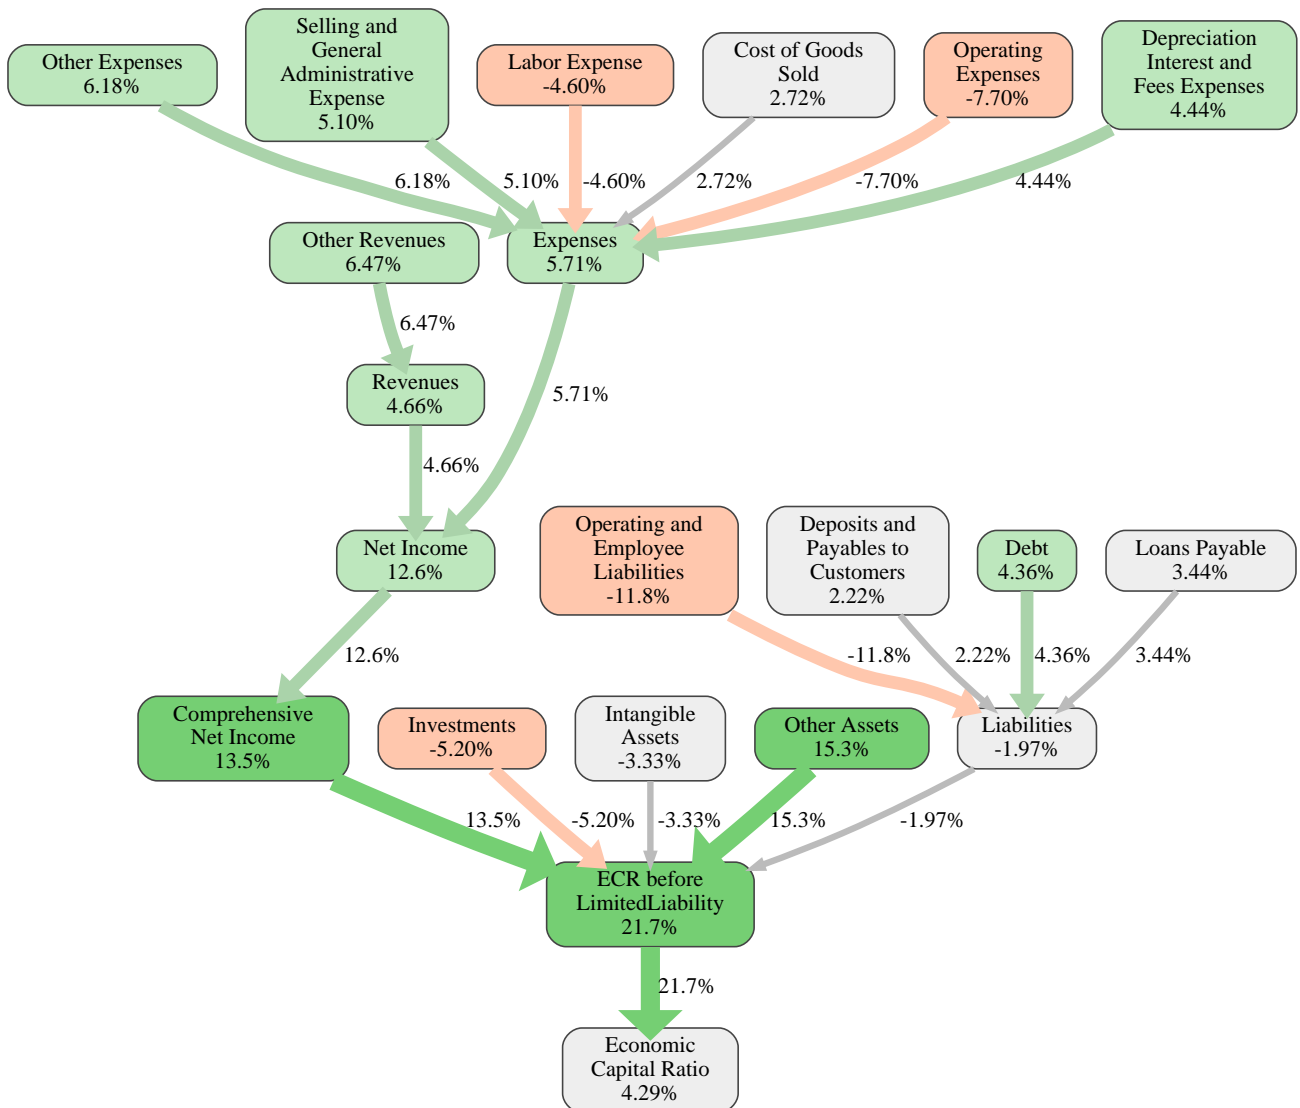 Other Expenses
6.18%
Selling and
General
Administrative
Expense
5.10%
Labor Expense
-4.60%
Cost of Goods
Sold
2.72%
Operating
Expenses
-7.70%
Depreciation
Interest and
Fees Expenses
4.44%
6.18%
5.10%
-4.60%
2.72%
-7.70%
4.44%
Other Revenues
6.47%
Expenses
5.71%
6.47%
Revenues
4.66%
5.71%
4.66%
Net Income
12.6%
Operating and
Employee
Liabilities
-11.8%
Deposits and
Payables to
Customers
2.22%
Debt
4.36%
Loans Payable
3.44%
12.6%
-11.8%
2.22%
4.36%
3.44%
Comprehensive
Net Income
13.5%
Investments
-5.20%
Intangible
Assets
-3.33%
Other Assets
15.3%
Liabilities
-1.97%
13.5%
-5.20%
-3.33%
15.3%
-1.97%
ECR before
LimitedLiability
21.7%
21.7%
Economic
Capital Ratio
4.29%